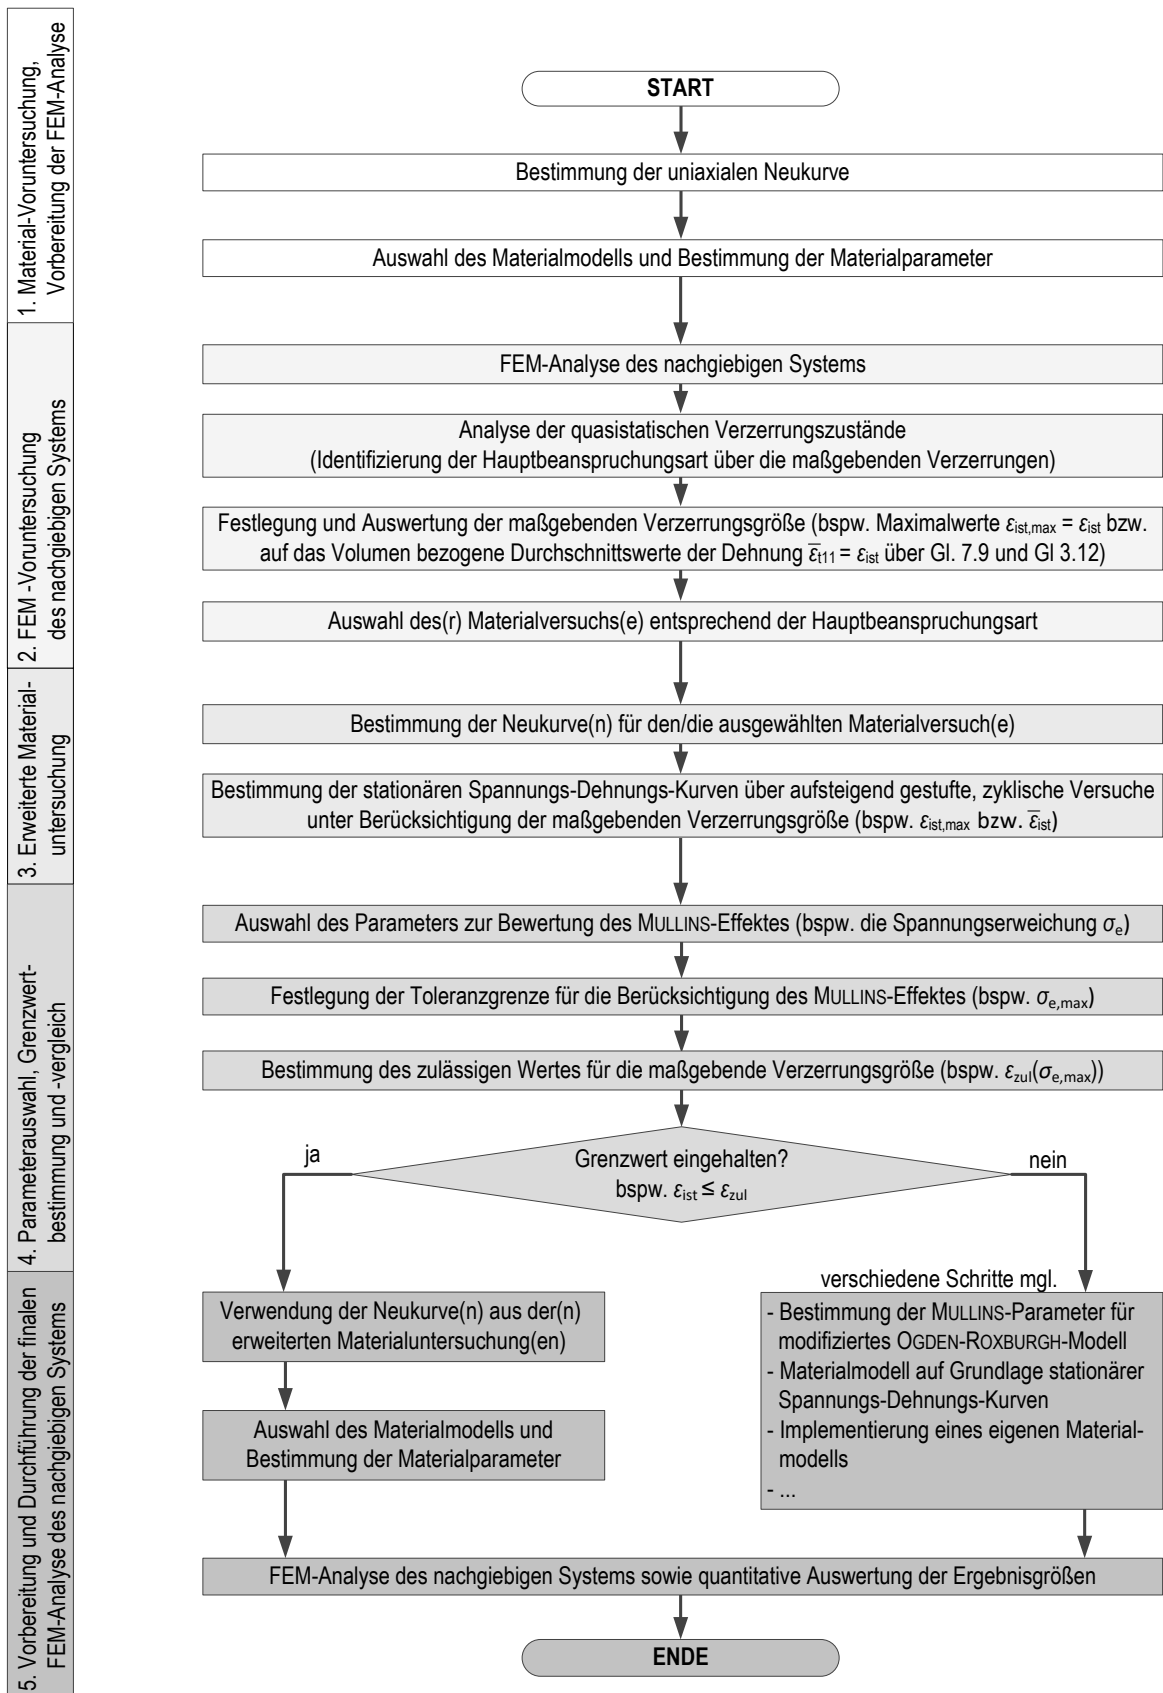 1. Material-Voruntersuchung,
Vorbereitung der FEM-Analyse
START
Bestimmung der uniaxialen Neukurve
Auswahl des Materialmodells und Bestimmung der Materialparameter
2. FEM -Voruntersuchung
des nachgiebigen Systems
FEM-Analyse des nachgiebigen Systems
Analyse der quasistatischen Verzerrungszustände
(Identifizierung der Hauptbeanspruchungsart über die maßgebenden Verzerrungen)
Festlegung und Auswertung der maßgebenden Verzerrungsgröße (bspw. Maximalwerte εist,max = εist bzw.
auf das Volumen bezogene Durchschnittswerte der Dehnung ε̅t11 = εist über Gl. 7.9 und Gl 3.12)
Auswahl des(r) Materialversuchs(e) entsprechend der Hauptbeanspruchungsart
3. Erweiterte Material-
untersuchung
Bestimmung der Neukurve(n) für den/die ausgewählten Materialversuch(e)
Bestimmung der stationären Spannungs-Dehnungs-Kurven über aufsteigend gestufte, zyklische Versuche
unter Berücksichtigung der maßgebenden Verzerrungsgröße (bspw. εist,max bzw. ε̅ist)
4. Parameterauswahl, Grenzwert-
bestimmung und -vergleich
Auswahl des Parameters zur Bewertung des MULLINS-Effektes (bspw. die Spannungserweichung σe)
Festlegung der Toleranzgrenze für die Berücksichtigung des MULLINS-Effektes (bspw. σe,max)
Bestimmung des zulässigen Wertes für die maßgebende Verzerrungsgröße (bspw. εzul(σe,max))
Grenzwert eingehalten?
bspw. εist ≤ εzul
ja
nein
5. Vorbereitung und Durchführung der finalen
FEM-Analyse des nachgiebigen Systems
Verwendung der Neukurve(n) aus der(n)
erweiterten Materialuntersuchung(en)
Auswahl des Materialmodells und
Bestimmung der Materialparameter
verschiedene Schritte mgl.
- Bestimmung der MULLINS-Parameter für
modifiziertes OGDEN-ROXBURGH-Modell
- Materialmodell auf Grundlage stationärer
Spannungs-Dehnungs-Kurven
- Implementierung eines eigenen Material-
modells
- ...
FEM-Analyse des nachgiebigen Systems sowie quantitative Auswertung der Ergebnisgrößen
ENDE